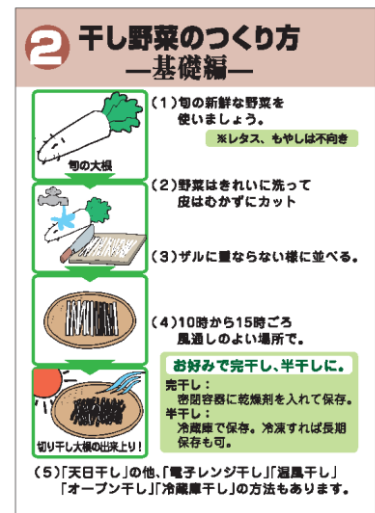 2 干し野菜のつくり方
―基礎編―
(1)旬の新鮮な野菜を
使いましょう。
※レタス、もやしは不向き
旬の大根
(2)野菜はきれいに洗って
皮はむかずにカット
(3)ザルに重ならない様に並べる。
(4)10時から15時ごろ
風通しのよい場所で。
お好みで完干し、半干しに。
完干し:
密閉容器に乾燥剤を入れて保存。
半干し:
冷蔵庫で保存。冷凍すれば長期
保存も可。
切り干し大根の出来上り!
(5)「天日干し」の他、「電子レンジ干し」「温風干し」
「オーブン干し」「冷蔵庫干し」の方法もあります。